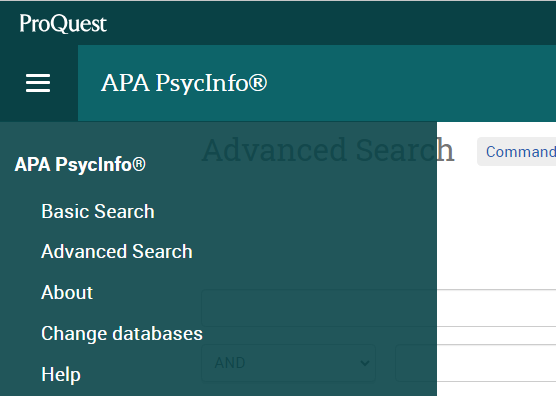 ProQuest
APA PsycInfo®
Advanced Search
Command
APA PsycInfo®
Basic Search
Advanced Search
About
Change databases
AND
Help